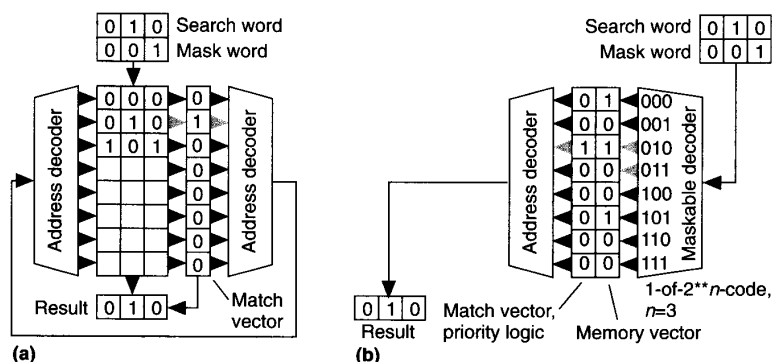 0 1 0 Search word
0 0 1 Mask word
Address decoder
0 0 0 0
0 1 0 1
1 0 1 0
0
0
0
0
0
Address decoder
Result 0 1 0
Match
vector
(a)
Search word 0 1 0
Mask word 0 0 1
Address decoder
0 1 000
0 0 001
1 1 010
0 0 011
0 0 100
0 1 101
0 0 110
0 0 111
Maskable decoder
1-of-2**n-code,
n=3
0 1 0
Result
Match vector,
priority logic
Memory vector
(b)